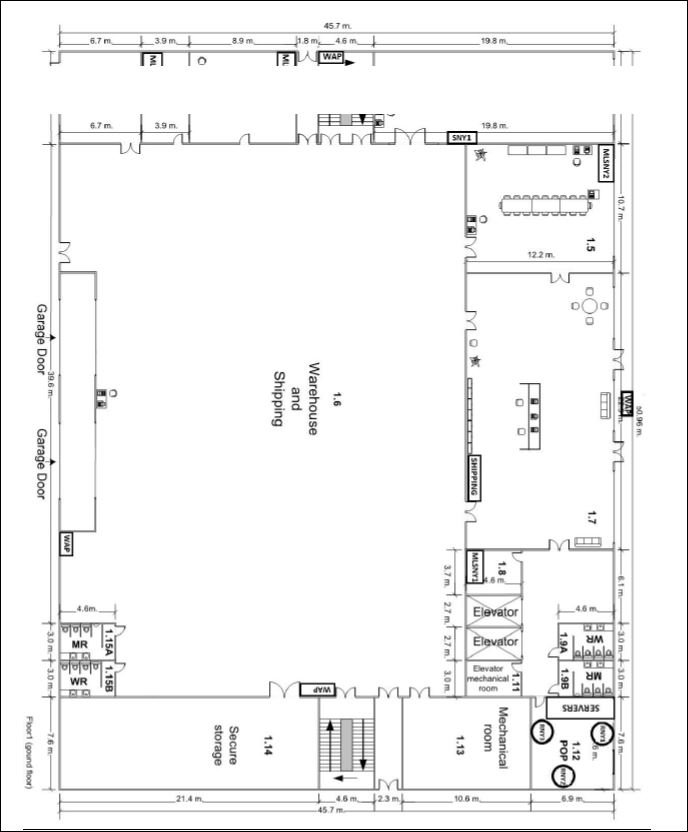 45.7 m.
6.7 m. 3.9 m. 8.9 m. 1.8 m. 4.6 m. 19.8 m.
ML
ML
WAP
6.7 m. 3.9 m. 19.8 m.
SNY1
MLSNY2
10.7 m.
1.5
12.2 m.
Garage Door
39.6 m.
Garage Door
1.6
Warehouse
and
Shipping
WAP
50.96 m.
SHIPPING
1.7
WAP
MLSNY1
1.8
4.6 m.
3.7 m.
6.1 m.
4.6m.
4.6 m.
2.7 m.
Elevator
3.0 m.
MR
1.15A
1.9A
WR
3.0 m.
2.7 m.
Elevator
3.0 m.
WR
1.15B
3.0 m.
Elevator
mechanical
room
1.11
1.9B
MR
3.0 m.
WAP
SERVERS
Floor1 (gound floor)
7.6 m.
Secure
storage
1.14
Mechanical
room
1.13
1.12
POP
7.6 m.
21.4 m. 4.6 m. 2.3 m. 10.6 m. 6.9 m.
45.7 m.